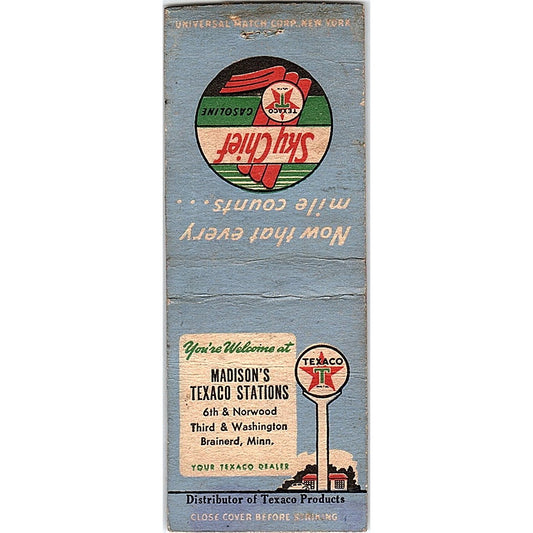 UNIVERSAL MATCH CORP. NEW YORK
TEXACO
T
GASOLINE
Sky Chief
Now that every
mile counts...
You're Welcome at
MADISON'S
TEXACO STATIONS
6th & Norwood
Third & Washington
Brainerd, Minn.
YOUR TEXACO DEALER
TEXACO
T
Distributor of Texaco Products
CLOSE COVER BEFORE STRIKING